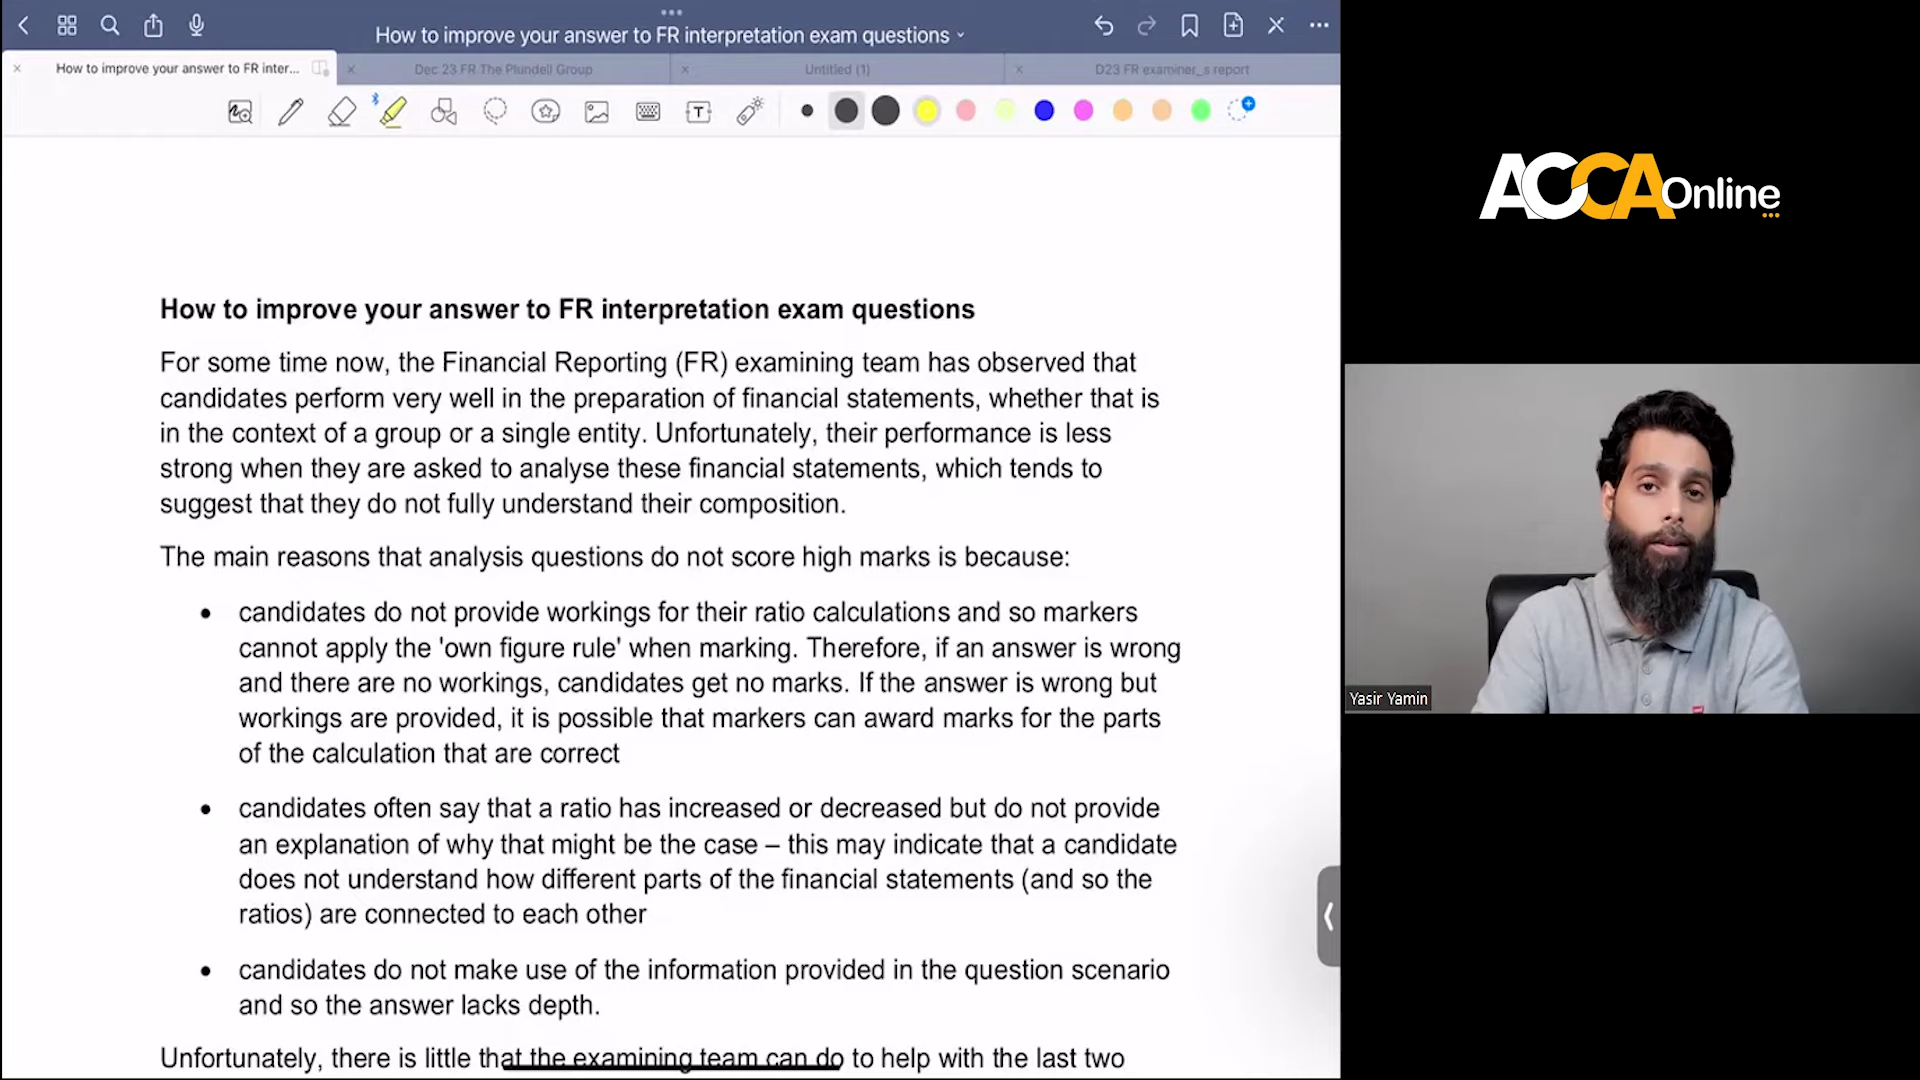 How to improve your answer to FR interpretation exam questions
How to improve your answer to FR inter...
Dec 23 FR The Plundell Group
Untitled (1)
D23 FR examiner_s report
T
ACCA Online
How to improve your answer to FR interpretation exam questions
For some time now, the Financial Reporting (FR) examining team has observed that
candidates perform very well in the preparation of financial statements, whether that is
in the context of a group or a single entity. Unfortunately, their performance is less
strong when they are asked to analyse these financial statements, which tends to
suggest that they do not fully understand their composition.
The main reasons that analysis questions do not score high marks is because:
• candidates do not provide workings for their ratio calculations and so markers
cannot apply the 'own figure rule' when marking. Therefore, if an answer is wrong
and there are no workings, candidates get no marks. If the answer is wrong but
workings are provided, it is possible that markers can award marks for the parts
of the calculation that are correct
• candidates often say that a ratio has increased or decreased but do not provide
an explanation of why that might be the case – this may indicate that a candidate
does not understand how different parts of the financial statements (and so the
ratios) are connected to each other
• candidates do not make use of the information provided in the question scenario
and so the answer lacks depth.
Unfortunately, there is little that the examining team can do to help with the last two
Yasir Yamin